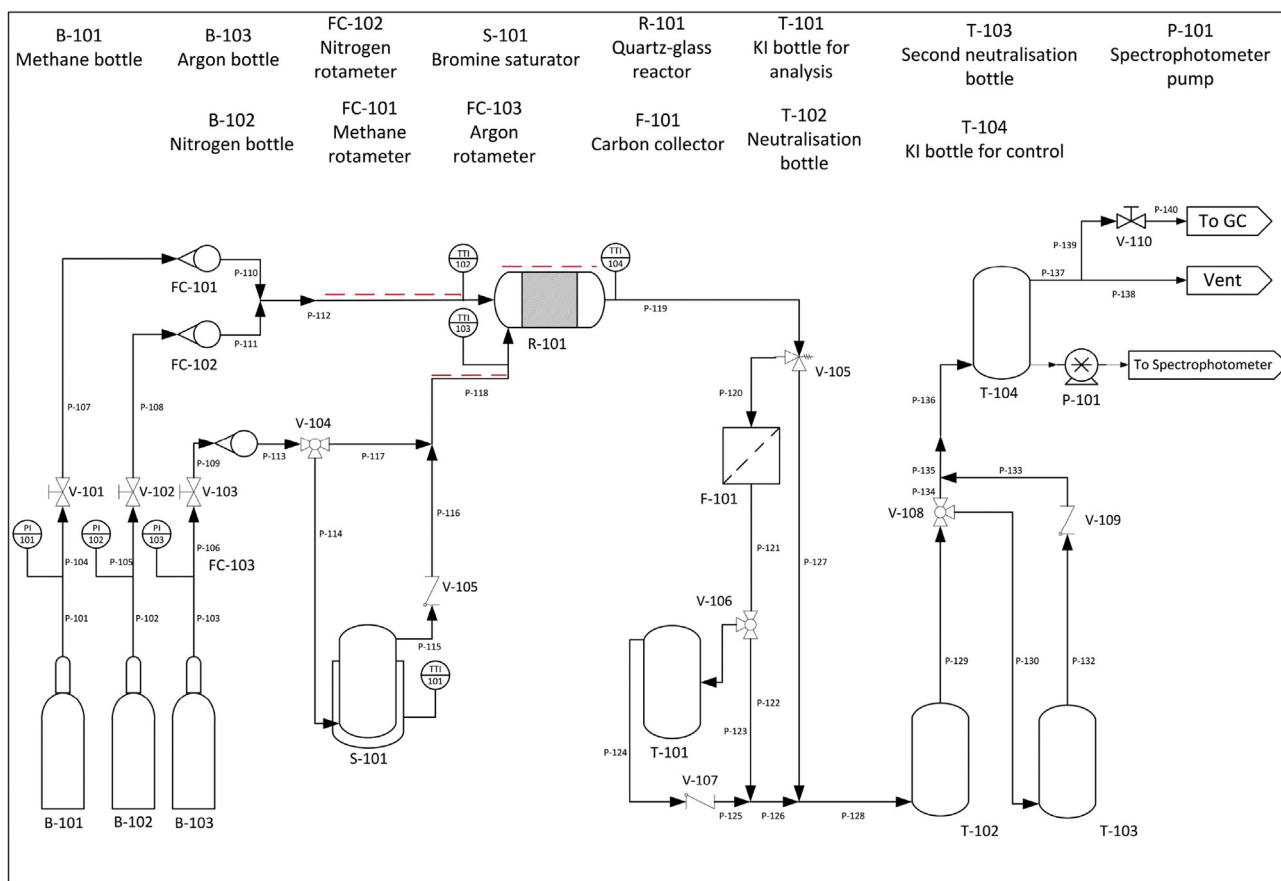 B-101
Methane bottle
B-103
Argon bottle
FC-102
Nitrogen
rotameter
S-101
Bromine saturator
R-101
Quartz-glass
reactor
T-101
KI bottle for
analysis
T-103
Second neutralisation
bottle
P-101
Spectrophotometer
pump
B-102
Nitrogen bottle
FC-101
Methane
rotameter
FC-103
Argon
rotameter
F-101
Carbon collector
T-102
Neutralisation
bottle
T-104
KI bottle for control
P-140
To GC
V-110
P-139
P-137
P-138
Vent
TTI
102
TTI
104
P-110
FC-101
P-112
P-119
TTI
103
R-101
P-111
FC-102
V-105
To Spectrophotometer
T-104
P-101
P-118
P-120
P-107
P-108
P-136
V-104
P-109
P-113
P-117
F-101
P-135
P-133
P-134
V-101
V-102
V-103
V-108
V-109
P-116
P-114
PI
101
PI
102
PI
103
P-106
P-104
P-105
FC-103
P-121
P-127
V-105
V-106
P-101
P-102
P-103
P-115
TTI
101
P-129
P-130
P-132
P-122
P-123
T-101
P-124
S-101
V-107
P-125
P-126
P-128
B-101
B-102
B-103
T-102
T-103